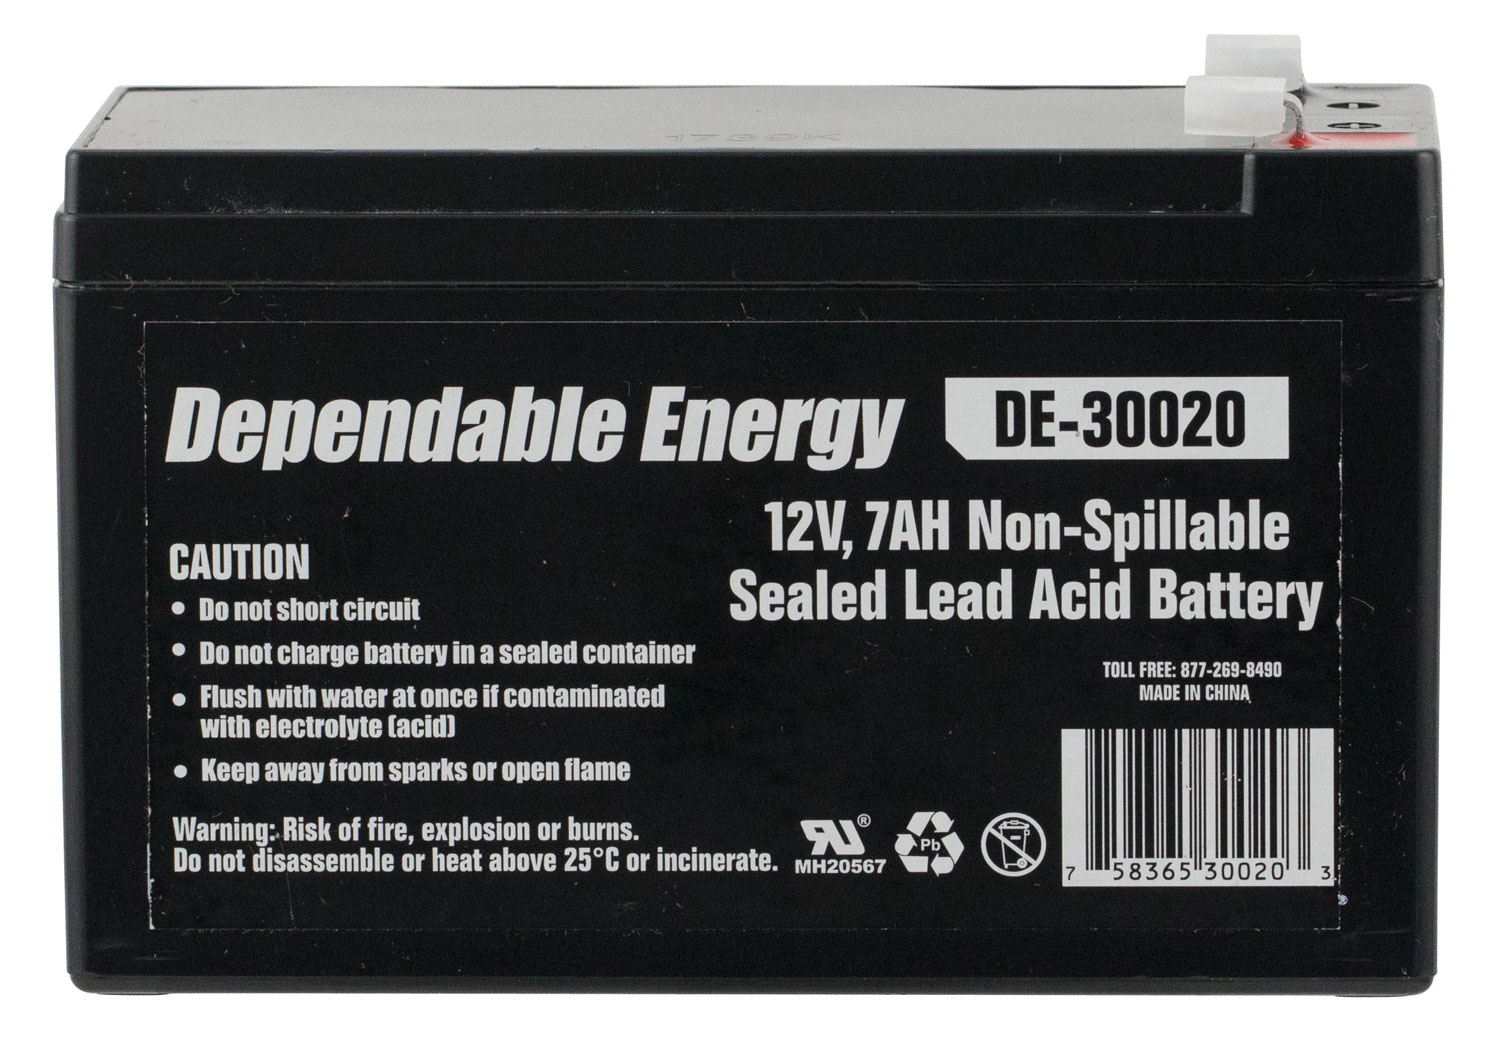 Dependable Energy
DE-30020
12V, 7AH Non-Spillable
Sealed Lead Acid Battery
CAUTION
• Do not short circuit
• Do not charge battery in a sealed container
• Flush with water at once if contaminated
with electrolyte (acid)
• Keep away from sparks or open flame
Warning: Risk of fire, explosion or burns.
Do not disassemble or heat above 25°C or incinerate.
TOLL FREE: 877-269-8490
MADE IN CHINA
RU®
MH20567
Pb
7 58365 30020 3